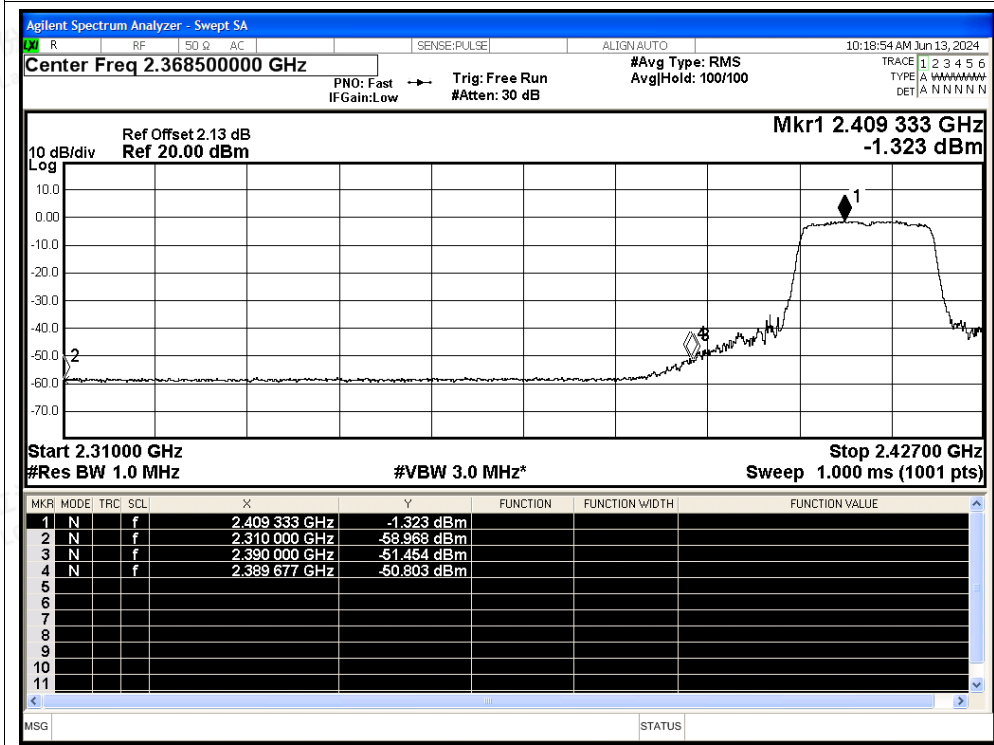 Agilent Spectrum Analyzer - Swept SA
LXI R RF 50 Ω AC SENSE:PULSE ALIGN AUTO 10:18:54 AM Jun 13, 2024
Center Freq 2.368500000 GHz
PNO: Fast
IFGain:Low
Trig: Free Run
#Atten: 30 dB
#Avg Type: RMS
Avg|Hold: 100/100
TRACE 1 2 3 4 5 6
TYPE A WWWWW
DET A N N N N N
Ref Offset 2.13 dB
10 dB/div Ref 20.00 dBm
Log
Mkr1 2.409 333 GHz
-1.323 dBm
10.0
0.00
-10.0
-20.0
-30.0
-40.0
-50.0
-60.0
-70.0
1
2
4
3
Start 2.31000 GHz Stop 2.42700 GHz
#Res BW 1.0 MHz #VBW 3.0 MHz* Sweep 1.000 ms (1001 pts)
MKR MODE TRC SCL X Y FUNCTION FUNCTION WIDTH FUNCTION VALUE
1 N f 2.409 333 GHz -1.323 dBm
2 N f 2.310 000 GHz -58.968 dBm
3 N f 2.390 000 GHz -51.454 dBm
4 N f 2.389 677 GHz -50.803 dBm
5
6
7
8
9
10
11
MSG STATUS